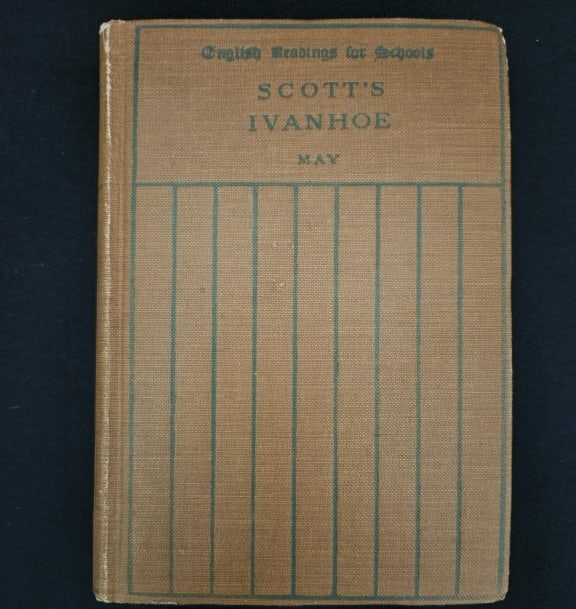 English Readings for Schools
SCOTT'S
IVANHOE
MAY